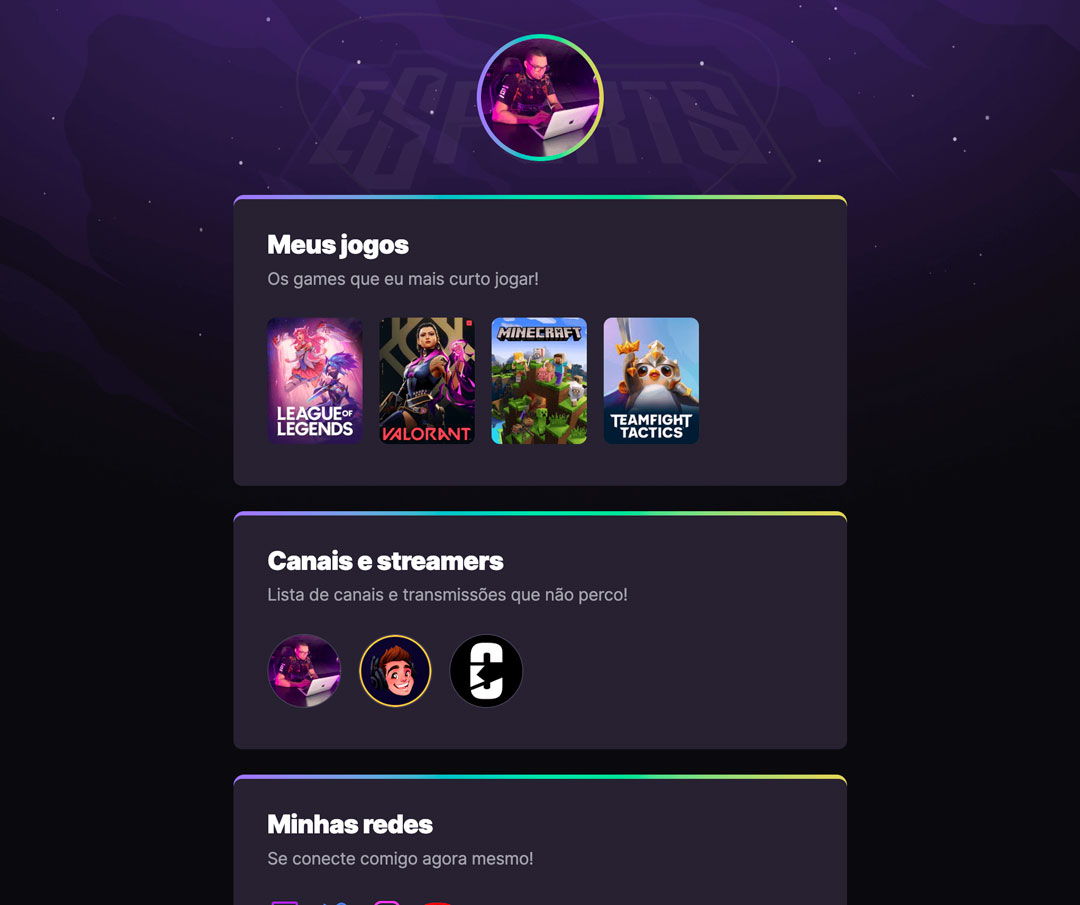 ESPORTS
Meus jogos
Os games que eu mais curto jogar!
LEAGUE OF
LEGENDS
VALORANT
MINECRAFT
TEAMFIGHT
TACTICS
Canais e streamers
Lista de canais e transmissões que não perco!
Minhas redes
Se conecte comigo agora mesmo!